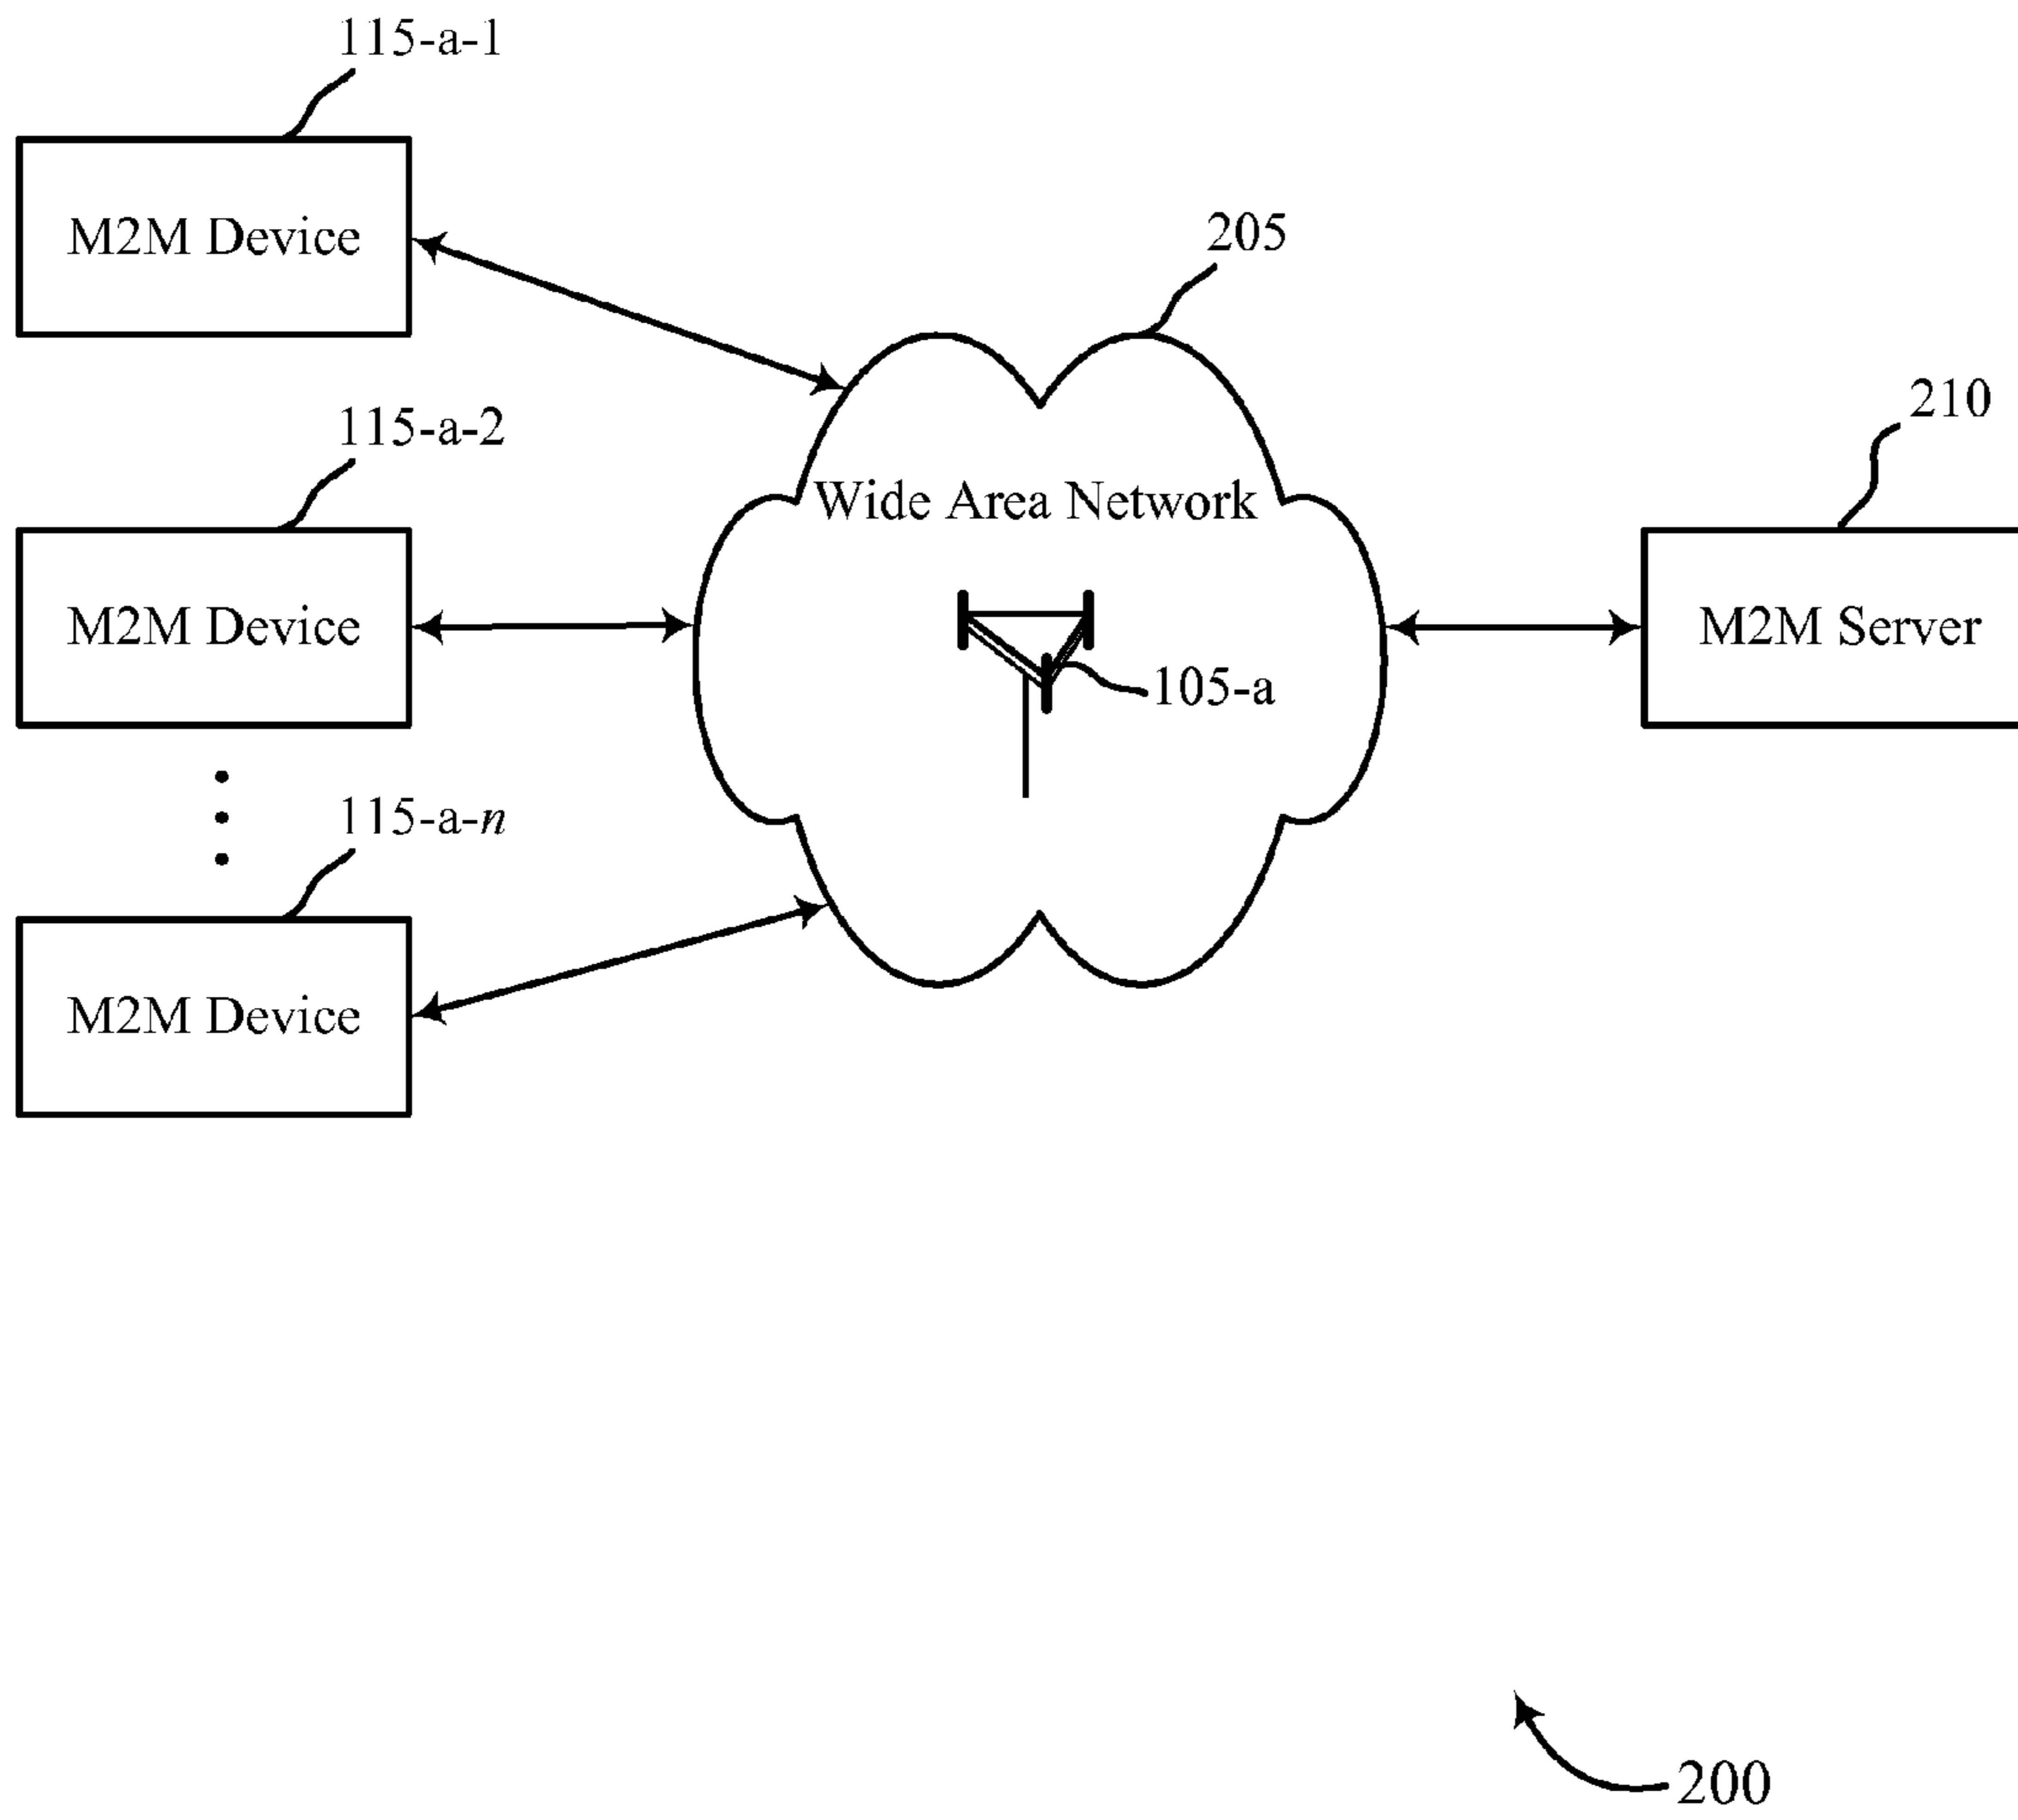 115-a-1
M2M Device
205
210
115-a-2
Wide Area Network
M2M Device
M2M Server
105-a
115-a-n
M2M Device
200